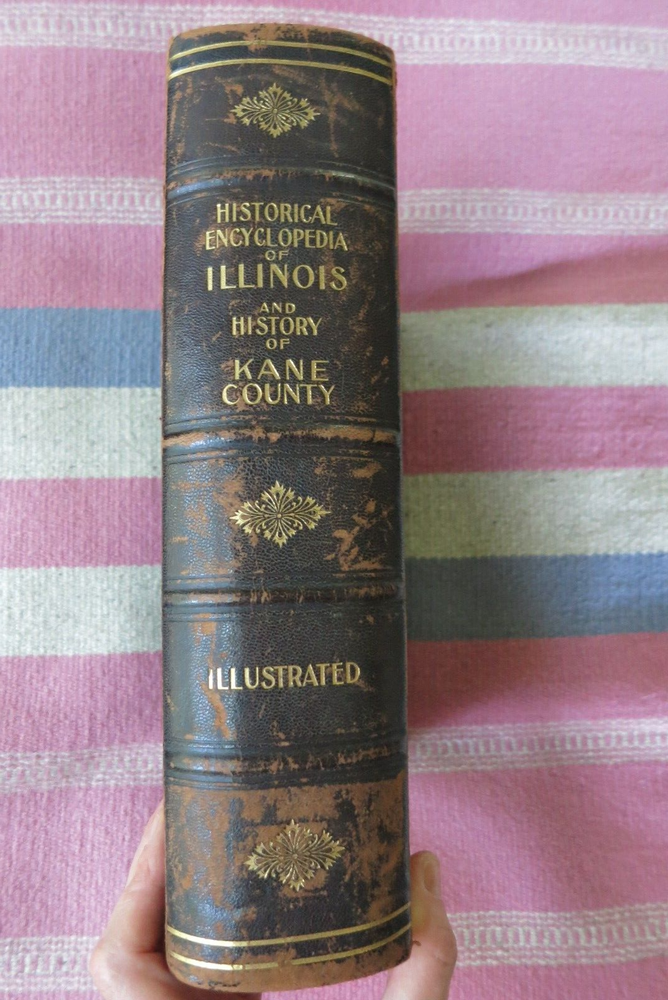 HISTORICAL
ENCYCLOPEDIA
OF
ILLINOIS
AND
HISTORY
OF
KANE
COUNTY
ILLUSTRATED